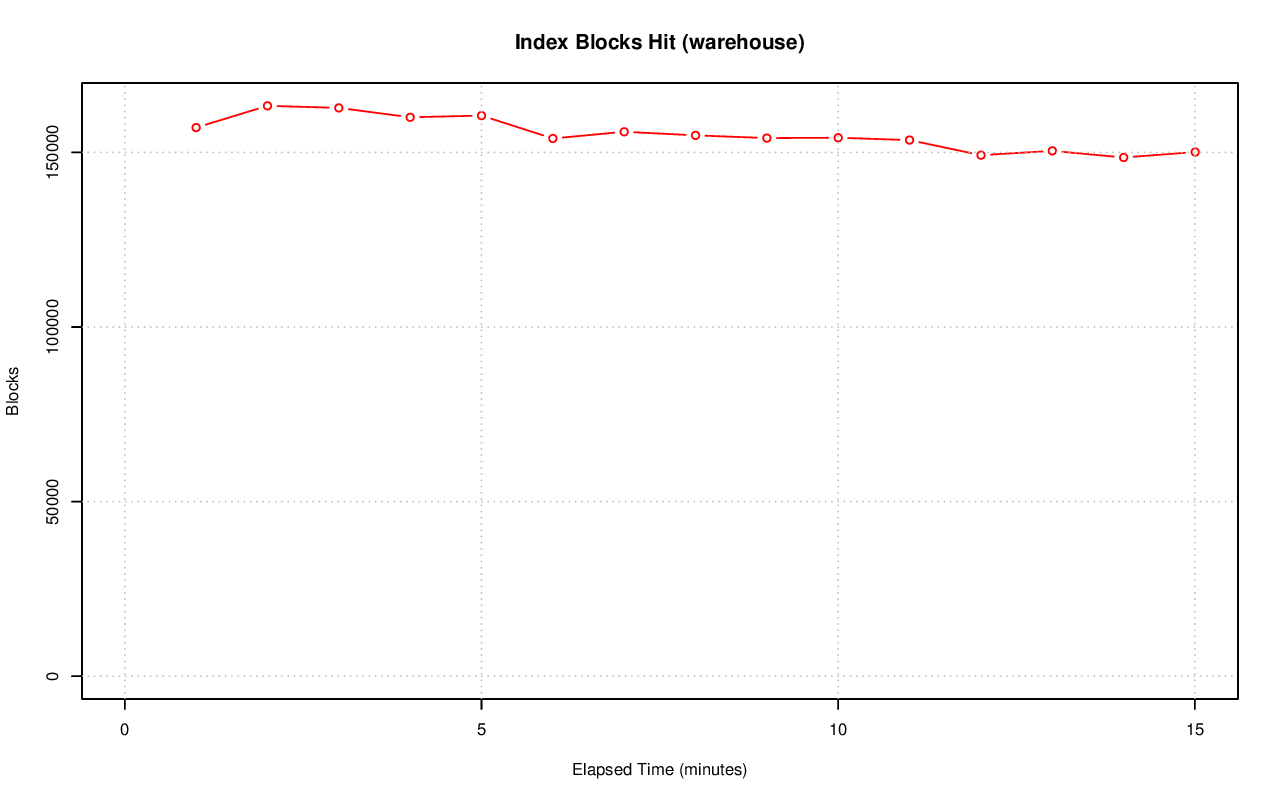 Index Blocks Hit (warehouse)
150000
100000
50000
0
Blocks
0 5 10 15
Elapsed Time (minutes)